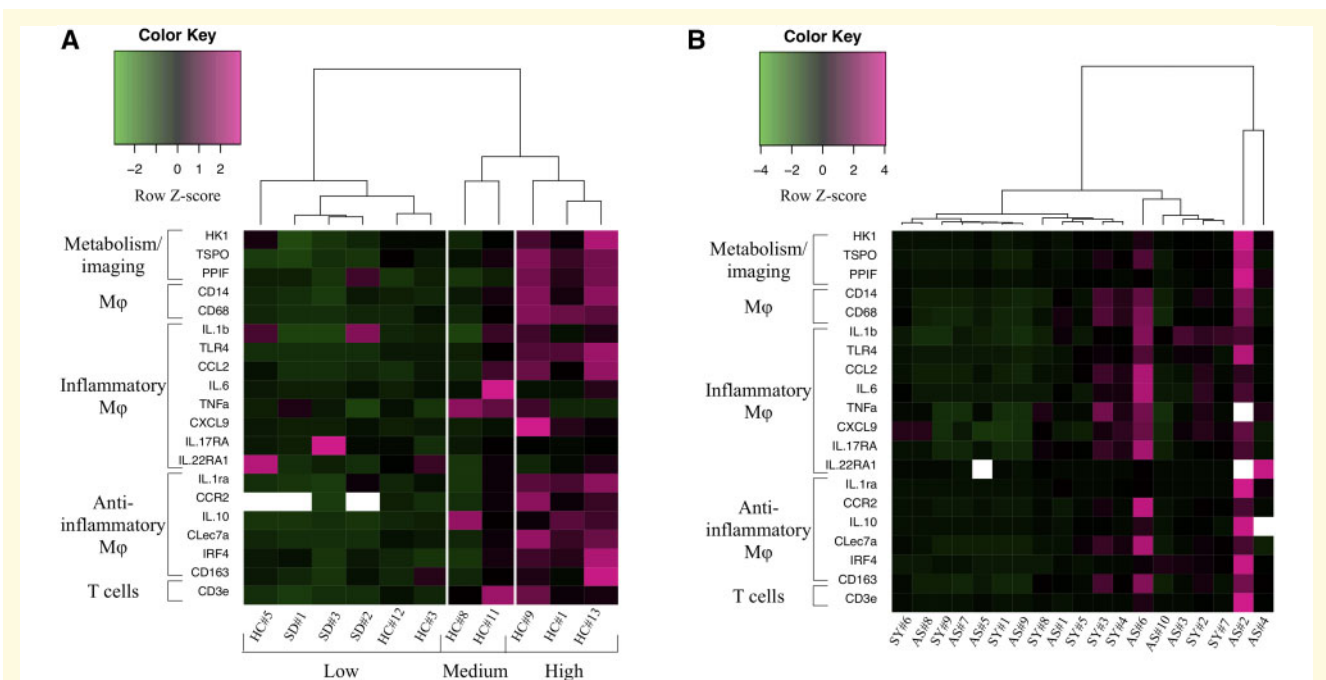 A
Color Key
−2 0 1 2
Row Z-score
Metabolism/
imaging
Mφ
Inflammatory
Mφ
Anti-
inflammatory
Mφ
T cells
HK1
TSPO
PPIF
CD14
CD68
IL.1b
TLR4
CCL2
IL.6
TNFa
CXCL9
IL.17RA
IL.22RA1
IL.1ra
CCR2
IL.10
CLec7a
IRF4
CD163
CD3e
HC#5 SD#1 SD#3 SD#2 HC#12 HC#3 HC#8 HC#11 HC#9 HC#1 HC#13
Low Medium High
B
Color Key
−4 −2 0 2 4
Row Z-score
Metabolism/
imaging
Mφ
Inflammatory
Mφ
Anti-
inflammatory
Mφ
T cells
HK1
TSPO
PPIF
CD14
CD68
IL.1b
TLR4
CCL2
IL.6
TNFa
CXCL9
IL.17RA
IL.22RA1
IL.1ra
CCR2
IL.10
CLec7a
IRF4
CD163
CD3e
SY#6 AS#8 SY#9 AS#7 AS#5 SY#1 AS#9 SY#8 AS#1 SY#5 SY#3 SY#4 AS#6 AS#10 AS#3 SY#2 SY#7 AS#2 AS#4